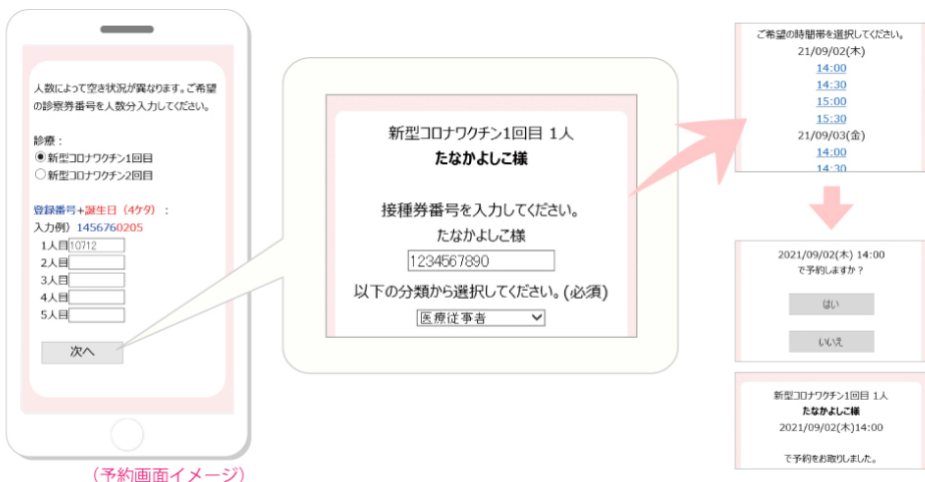 人数によって空き状況が異なります。ご希望
の診察券番号を人数分入力してください。
診療：
新型コロナワクチン1回目
新型コロナワクチン2回目
登録番号+誕生日（4ケタ）：
入力例）1456760205
1人目 10712
2人目
3人目
4人目
5人目
次へ
（予約画面イメージ）
新型コロナワクチン1回目 1人
たなかよしこ様
接種券番号を入力してください。
たなかよしこ様
1234567890
以下の分類から選択してください。(必須)
医療従事者
ご希望の時間帯を選択してください。
21/09/02(木)
14:00
14:30
15:00
15:30
21/09/03(金)
14:00
14:30
2021/09/02(木) 14:00
で予約しますか？
はい
いいえ
新型コロナワクチン1回目 1人
たなかよしこ様
2021/09/02(木)14:00
で予約をお取りしました。